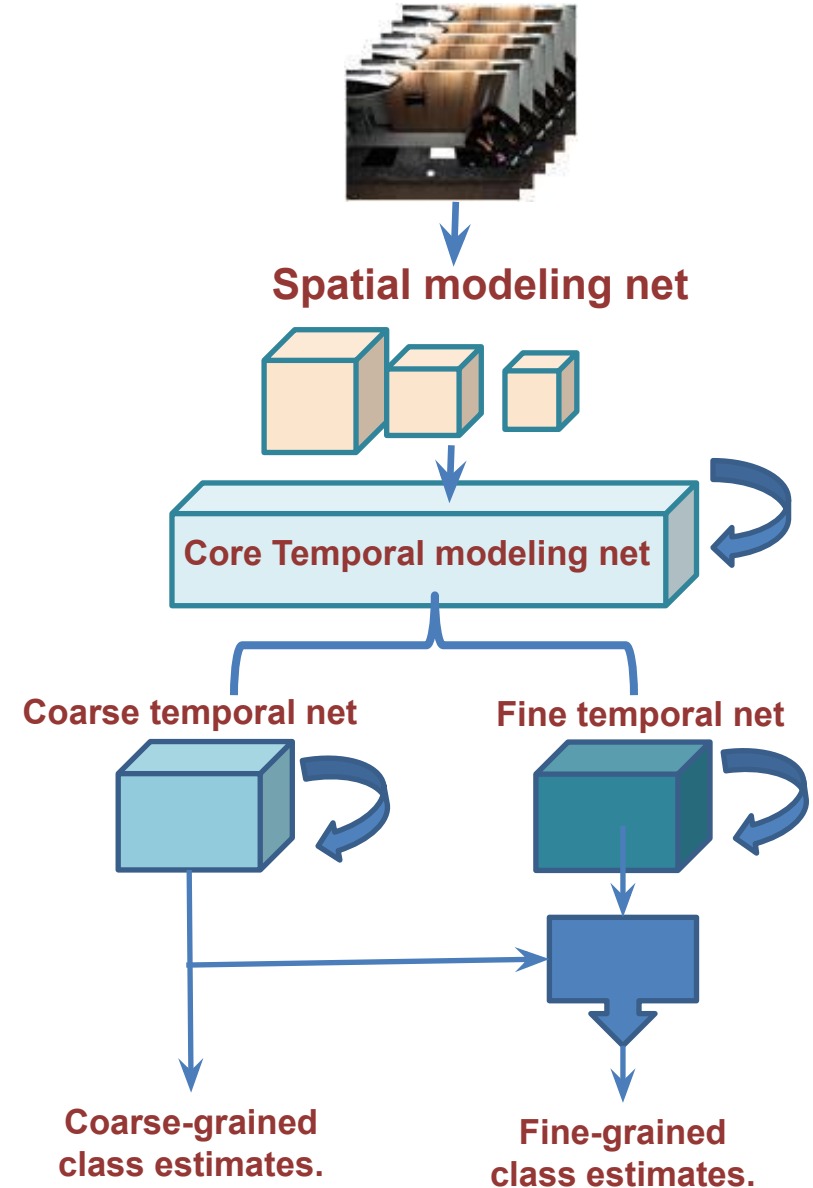 Spatial modeling net
Core Temporal modeling net
Coarse temporal net
Fine temporal net
Coarse-grained
class estimates.
Fine-grained
class estimates.